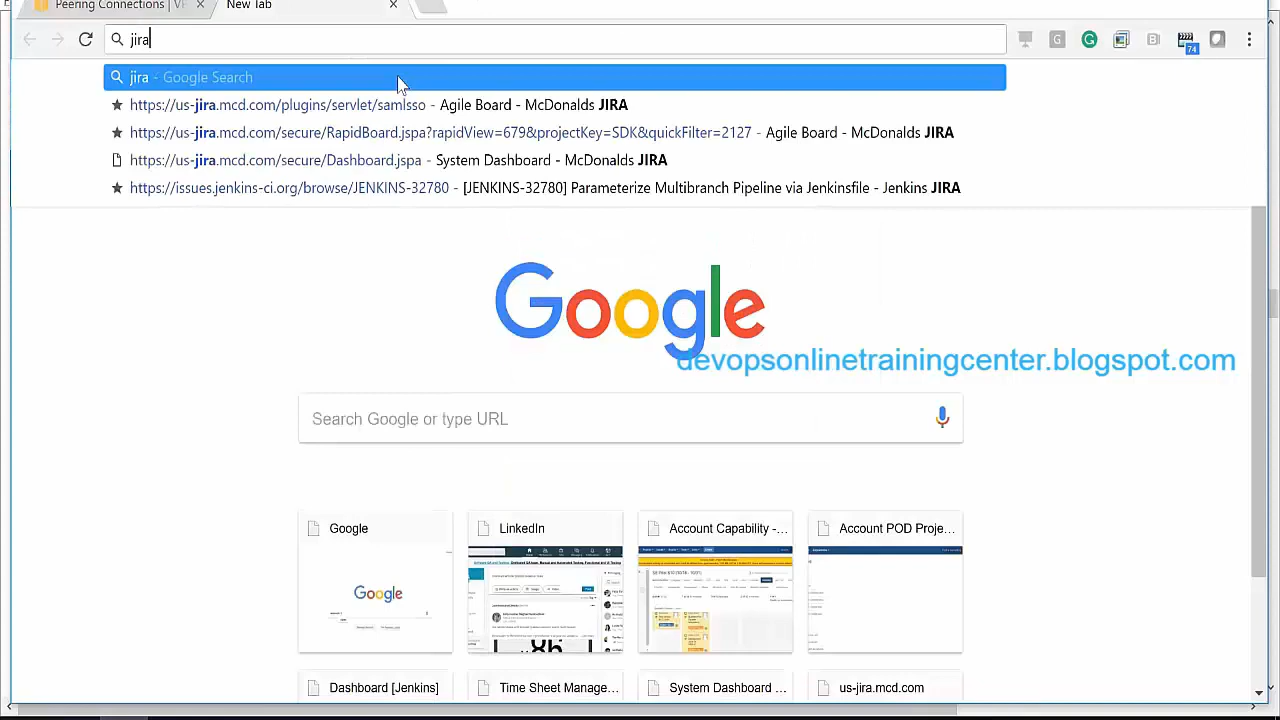 Peering Connections | VF
New Tab
jira
G
G
B
74
jira - Google Search
https://us-jira.mcd.com/plugins/servlet/samlsso - Agile Board - McDonalds JIRA
https://us-jira.mcd.com/secure/RapidBoard.jspa?rapidView=679&projectKey=SDK&quickFilter=2127 - Agile Board - McDonalds JIRA
https://us-jira.mcd.com/secure/Dashboard.jspa - System Dashboard - McDonalds JIRA
https://issues.jenkins-ci.org/browse/JENKINS-32780 - [JENKINS-32780] Parameterize Multibranch Pipeline via Jenkinsfile - Jenkins JIRA
Google
devopsonlinetrainingcenter.blogspot.com
Search Google or type URL
Google
LinkedIn
Account Capability -...
Account POD Proje...
Google
Dashboard [Jenkins]
Time Sheet Manage...
System Dashboard ...
us-jira.mcd.com